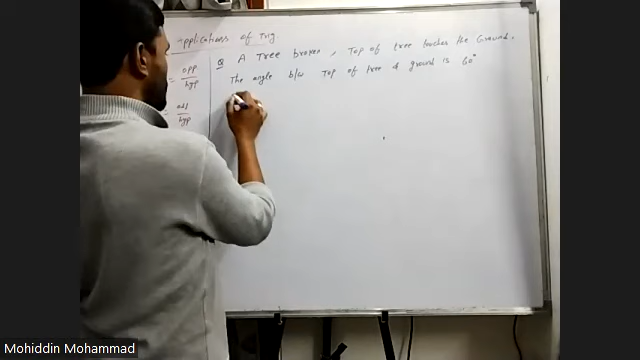 Applications of Trig
Q A Tree broken, Top of tree touches the Ground.
The angle b/w Top of tree & ground is 60°
= opp
hyp
adj
hyp
Mohiddin Mohammad